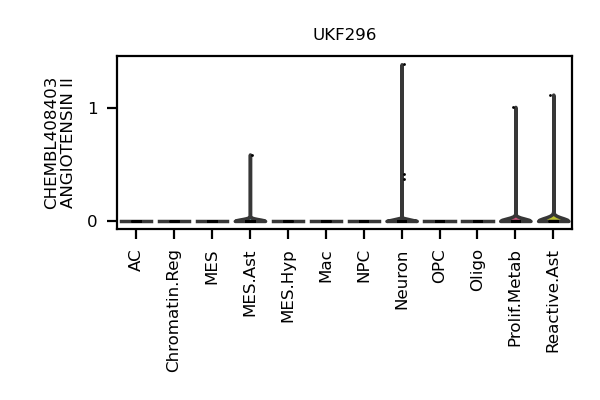 UKF296
CHEMBL408403
ANGIOTENSIN II
1
0
AC
Chromatin.Reg
MES
MES.Ast
MES.Hyp
Mac
NPC
Neuron
OPC
Oligo
Prolif.Metab
Reactive.Ast